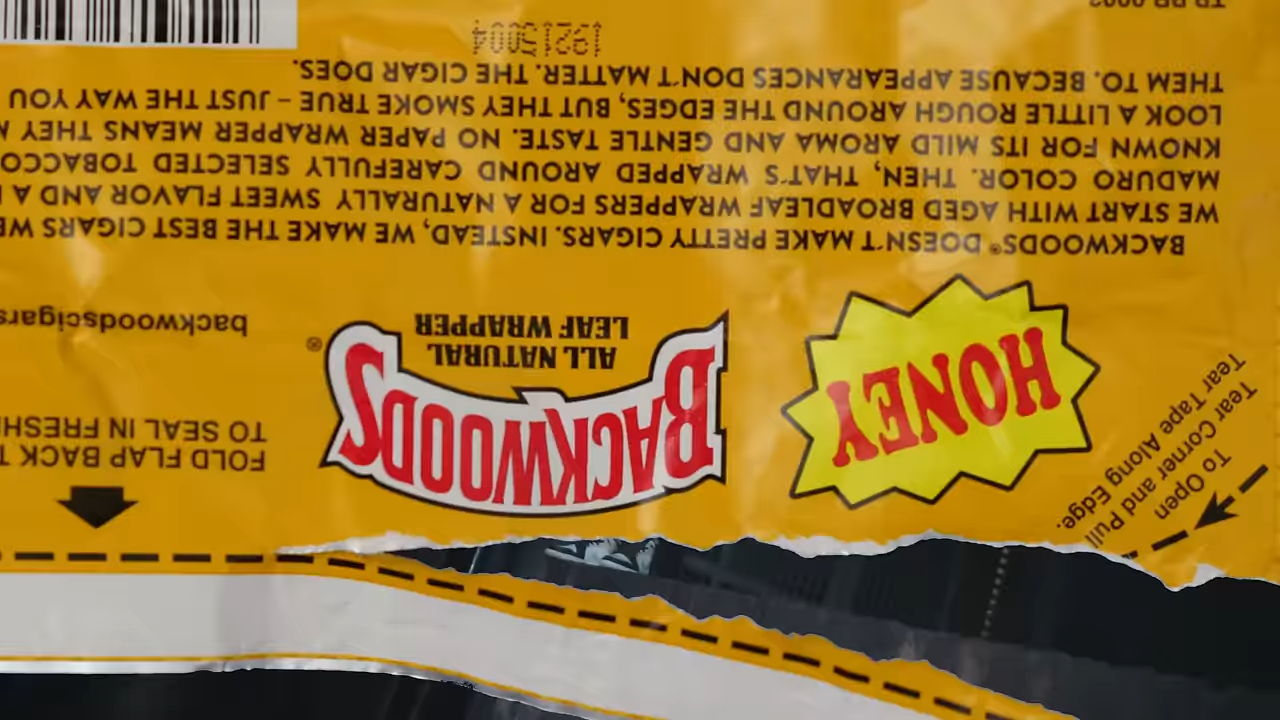 To Open
Tear Corner and Pull
Tear Tape Along Edge.
HONEY
BACKWOODS®
ALL NATURAL
LEAF WRAPPER
FOLD FLAP BACK
TO SEAL IN FRESH
backwoodscigars
BACKWOODS® DOESN'T MAKE PRETTY CIGARS. INSTEAD, WE MAKE THE BEST CIGARS WE
WE START WITH AGED BROADLEAF WRAPPERS FOR A NATURALLY SWEET FLAVOR AND A
MADURO COLOR. THEN, THAT'S WRAPPED AROUND CAREFULLY SELECTED TOBACCO
KNOWN FOR ITS MILD AROMA AND GENTLE TASTE. NO PAPER WRAPPER MEANS THEY
LOOK A LITTLE ROUGH AROUND THE EDGES, BUT THEY SMOKE TRUE – JUST THE WAY YOU
THEM TO. BECAUSE APPEARANCES DON'T MATTER. THE CIGAR DOES.
19215004